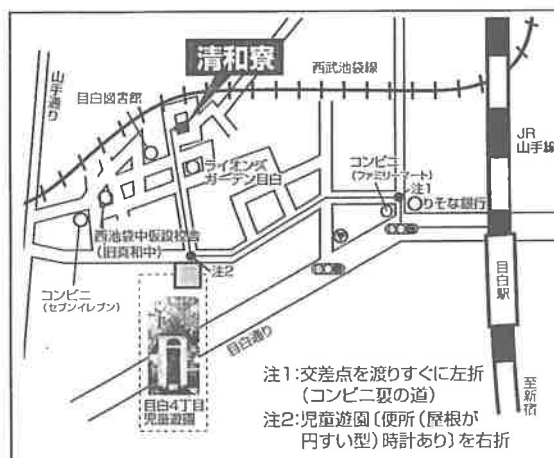 清和寮
西武池袋線
山手通り
目白図書館
JR
山手線
ライオンズ
ガーデン目白
コンビニ
(ファミリーマート)
注1
りそな銀行
西池袋中仮設校舎
(旧真和中)
注2
コンビニ
(セブンイレブン)
目白駅
目白通り
目白4丁目
児童遊園
至新宿
注1:交差点を渡りすぐに左折
(コンビニ裏の道)
注2:児童遊園〔便所(屋根が
円すい型)時計あり〕を右折